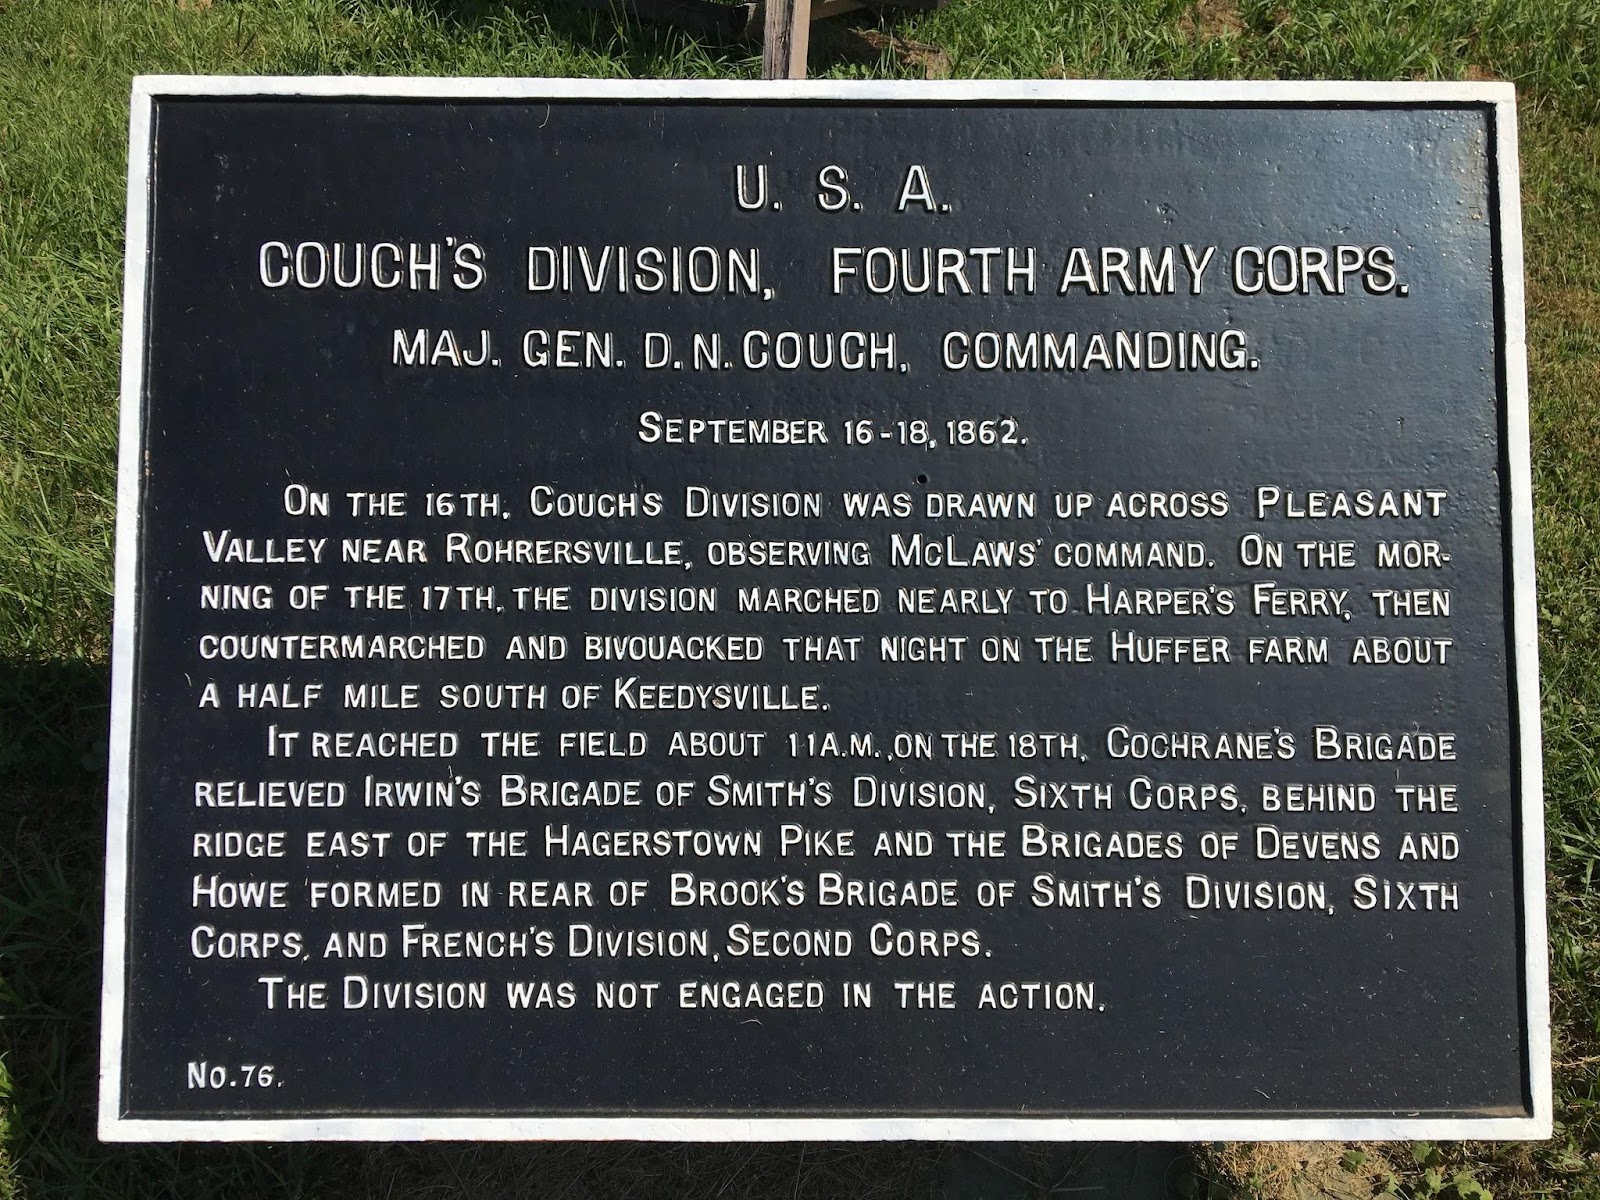 U. S. A.
COUCH'S DIVISION, FOURTH ARMY CORPS.
MAJ. GEN. D. N. COUCH, COMMANDING.
SEPTEMBER 16-18, 1862.
ON THE 16TH, COUCH'S DIVISION WAS DRAWN UP ACROSS PLEASANT
VALLEY NEAR ROHRERSVILLE, OBSERVING McLAWS' COMMAND. ON THE MOR-
NING OF THE 17TH, THE DIVISION MARCHED NEARLY TO HARPER'S FERRY, THEN
COUNTERMARCHED AND BIVOUACKED THAT NIGHT ON THE HUFFER FARM ABOUT
A HALF MILE SOUTH OF KEEDYSVILLE.
IT REACHED THE FIELD ABOUT 11 A.M., ON THE 18TH, COCHRANE'S BRIGADE
RELIEVED IRWIN'S BRIGADE OF SMITH'S DIVISION, SIXTH CORPS, BEHIND THE
RIDGE EAST OF THE HAGERSTOWN PIKE AND THE BRIGADES OF DEVENS AND
HOWE FORMED IN REAR OF BROOK'S BRIGADE OF SMITH'S DIVISION, SIXTH
CORPS, AND FRENCH'S DIVISION, SECOND CORPS.
THE DIVISION WAS NOT ENGAGED IN THE ACTION.
No. 76.